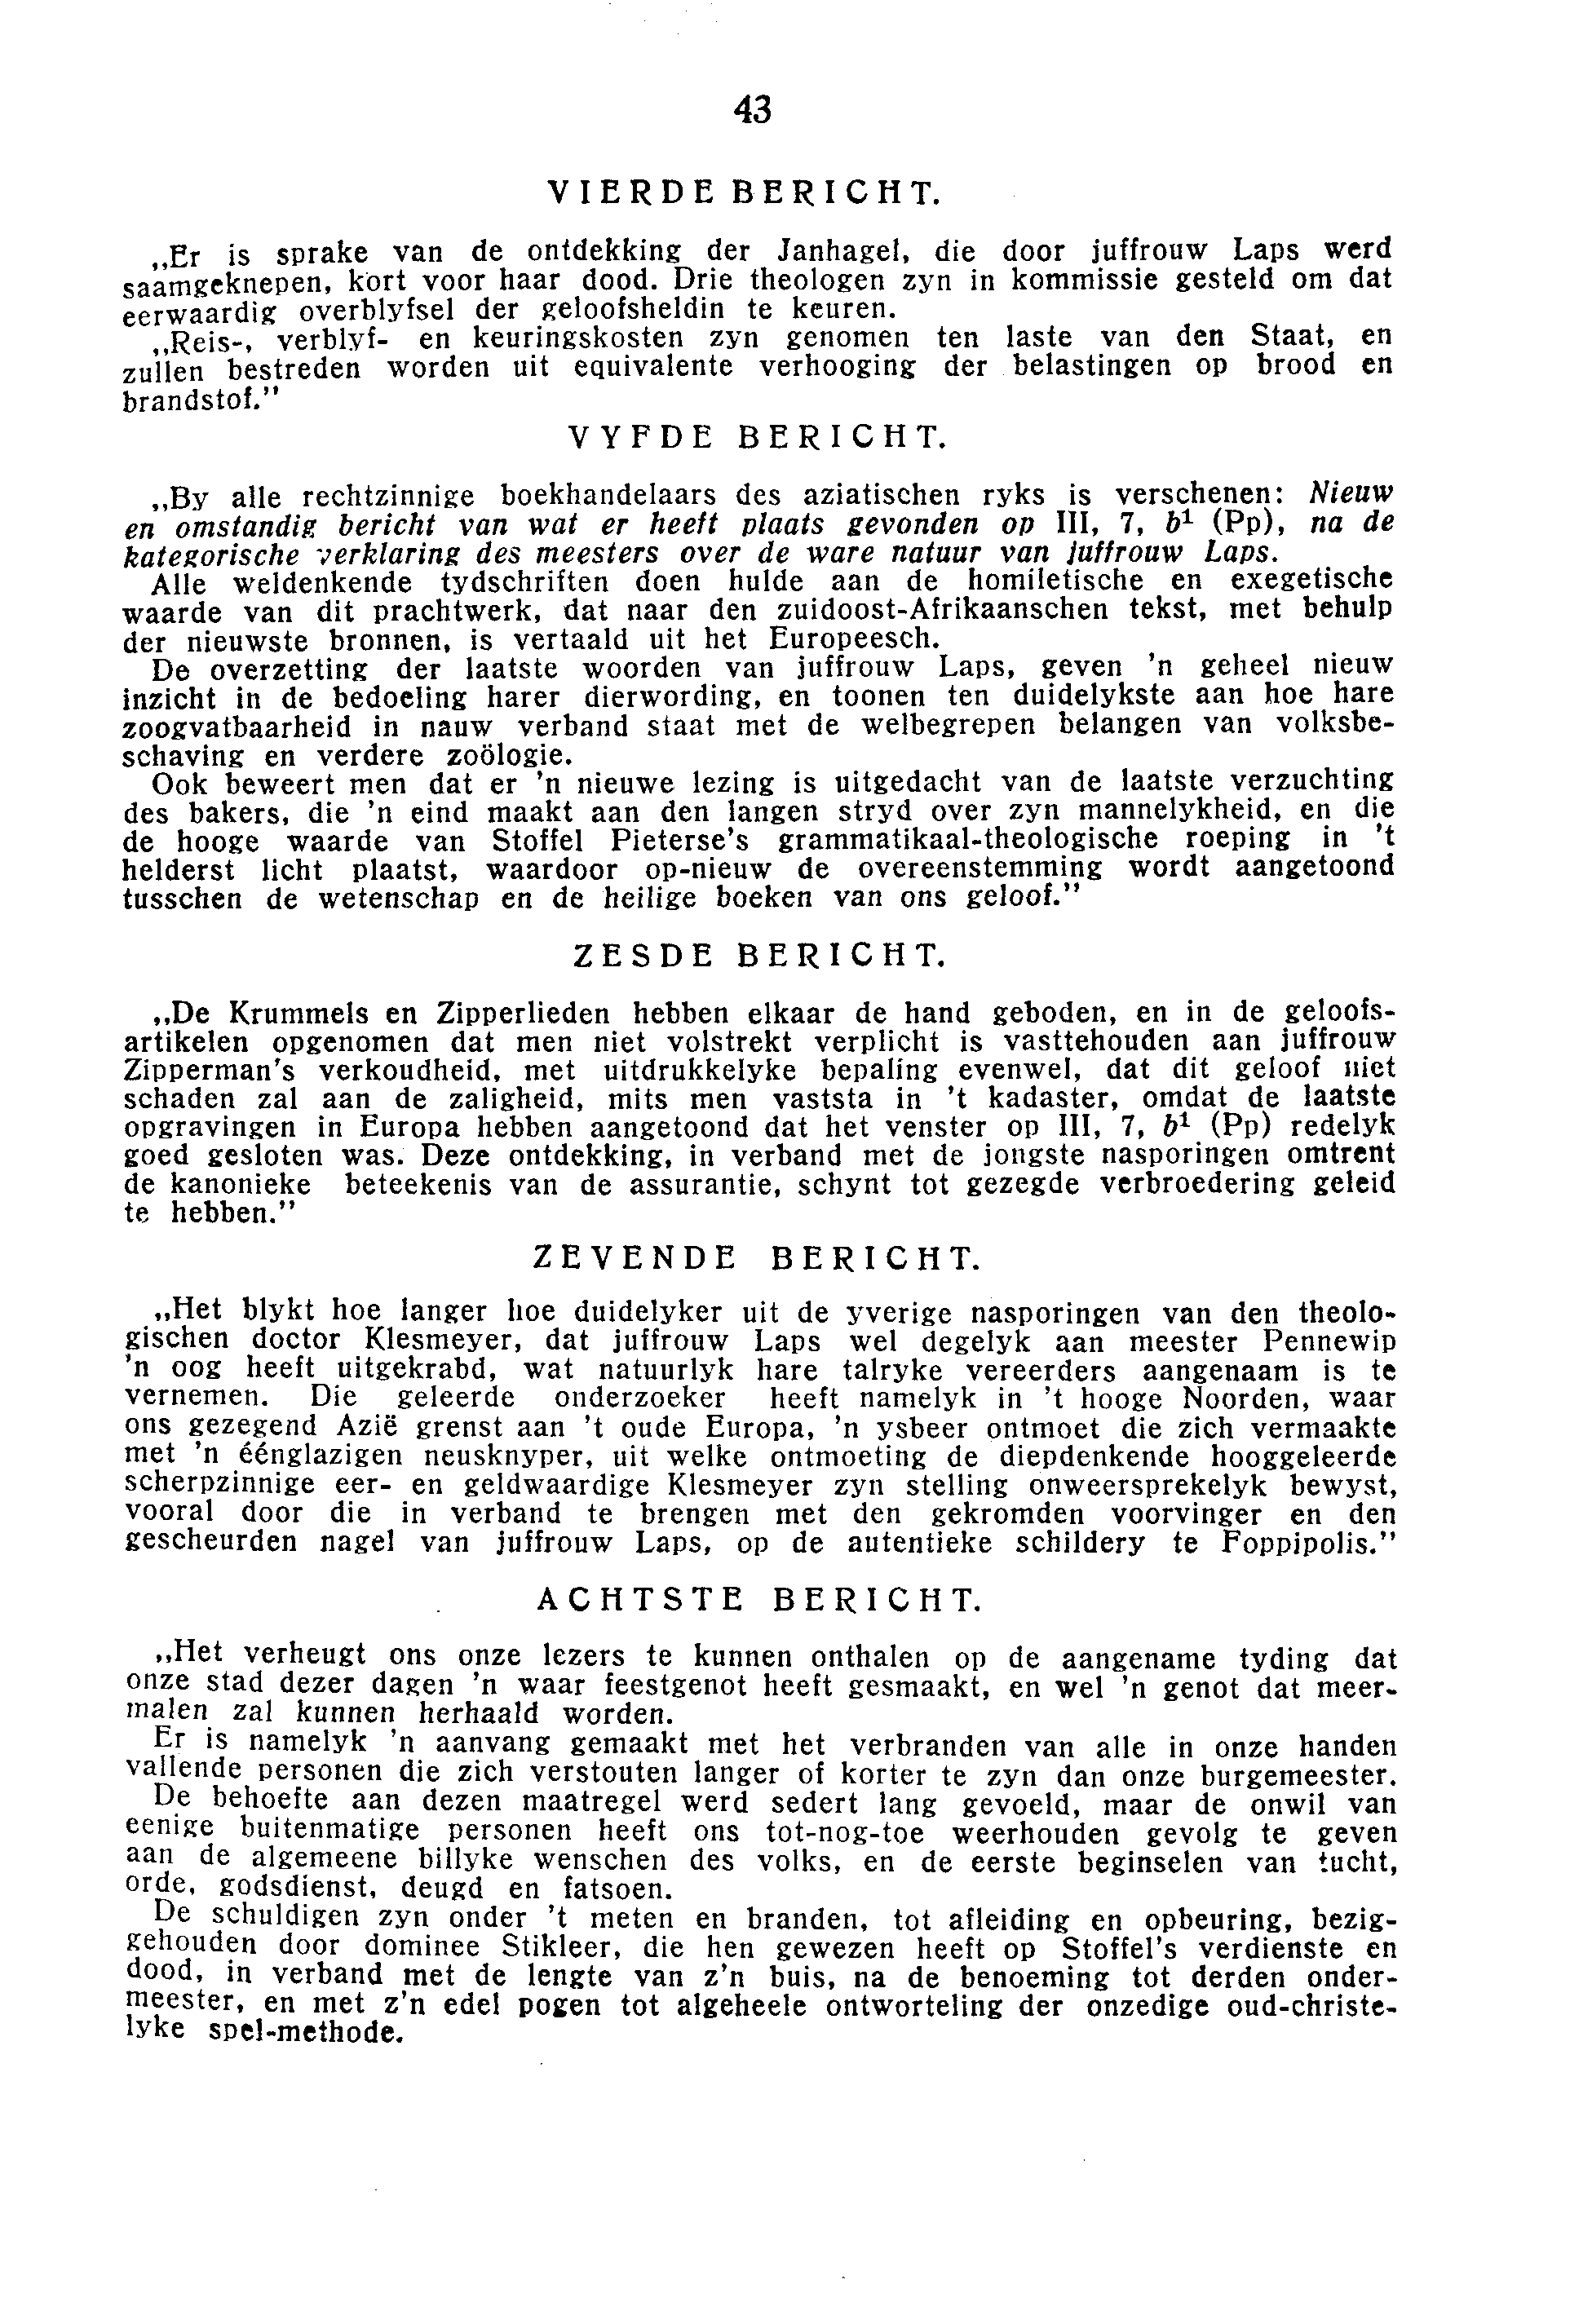 43
VIERDE BERICHT.
„Er is sprake van de ontdekking der Janhagel, die door juffrouw Laps werd
saamgeknepen, kort voor haar dood. Drie theologen zyn in kommissie gesteld om dat
eerwaardig overblyfsel der geloofsheldin te keuren.
„Reis-, verblyf- en keuringskosten zyn genomen ten laste van den Staat, en
zullen bestreden worden uit equivalente verhooging der belastingen op brood en
brandstof.”
VYFDE BERICHT.
„By alle rechtzinnige boekhandelaars des aziatischen ryks is verschenen: Nieuw
en omstandig bericht van wat er heeft plaats gevonden op III, 7, b¹ (Pp), na de
kategorische verklaring des meesters over de ware natuur van juffrouw Laps.
Alle weldenkende tydschriften doen hulde aan de homiletische en exegetische
waarde van dit prachtwerk, dat naar den zuidoost-Afrikaanschen tekst, met behulp
der nieuwste bronnen, is vertaald uit het Europeesch.
De overzetting der laatste woorden van juffrouw Laps, geven 'n geheel nieuw
inzicht in de bedoeling harer dierwording, en toonen ten duidelykste aan hoe hare
zoogvatbaarheid in nauw verband staat met de welbegrepen belangen van volksbe-
schaving en verdere zoölogie.
Ook beweert men dat er 'n nieuwe lezing is uitgedacht van de laatste verzuchting
des bakers, die 'n eind maakt aan den langen stryd over zyn mannelykheid, en die
de hooge waarde van Stoffel Pieterse's grammatikaal-theologische roeping in 't
helderst licht plaatst, waardoor op-nieuw de overeenstemming wordt aangetoond
tusschen de wetenschap en de heilige boeken van ons geloof.”
ZESDE BERICHT.
„De Krummels en Zipperlieden hebben elkaar de hand geboden, en in de geloofs-
artikelen opgenomen dat men niet volstrekt verplicht is vasttehouden aan juffrouw
Zipperman's verkoudheid, met uitdrukkelyke bepaling evenwel, dat dit geloof niet
schaden zal aan de zaligheid, mits men vaststa in 't kadaster, omdat de laatste
opgravingen in Europa hebben aangetoond dat het venster op III, 7, b¹ (Pp) redelyk
goed gesloten was. Deze ontdekking, in verband met de jongste nasporingen omtrent
de kanonieke beteekenis van de assurantie, schynt tot gezegde verbroedering geleid
te hebben.”
ZEVENDE BERICHT.
„Het blykt hoe langer hoe duidelyker uit de yverige nasporingen van den theolo-
gischen doctor Klesmeyer, dat juffrouw Laps wel degelyk aan meester Pennewip
'n oog heeft uitgekrabd, wat natuurlyk hare talryke vereerders aangenaam is te
vernemen. Die geleerde onderzoeker heeft namelyk in 't hooge Noorden, waar
ons gezegend Azië grenst aan 't oude Europa, 'n ysbeer ontmoet die zich vermaakte
met 'n éénglazigen neusknyper, uit welke ontmoeting de diepdenkende hooggeleerde
scherpzinnige eer- en geldwaardige Klesmeyer zyn stelling onweersprekelyk bewyst,
vooral door die in verband te brengen met den gekromden voorvinger en den
gescheurden nagel van juffrouw Laps, op de autentieke schildery te Foppipolis.”
ACHTSTE BERICHT.
„Het verheugt ons onze lezers te kunnen onthalen op de aangename tyding dat
onze stad dezer dagen 'n waar feestgenot heeft gesmaakt, en wel 'n genot dat meer-
malen zal kunnen herhaald worden.
Er is namelyk 'n aanvang gemaakt met het verbranden van alle in onze handen
vallende personen die zich verstouten langer of korter te zyn dan onze burgemeester.
De behoefte aan dezen maatregel werd sedert lang gevoeld, maar de onwil van
eenige buitenmatige personen heeft ons tot-nog-toe weerhouden gevolg te geven
aan de algemeene billyke wenschen des volks, en de eerste beginselen van tucht,
orde, godsdienst, deugd en fatsoen.
De schuldigen zyn onder 't meten en branden, tot afleiding en opbeuring, bezig-
gehouden door dominee Stikleer, die hen gewezen heeft op Stoffel's verdienste en
dood, in verband met de lengte van z'n buis, na de benoeming tot derden onder-
meester, en met z'n edel pogen tot algeheele ontworteling der onzedige oud-christe-
lyke spel-methode.